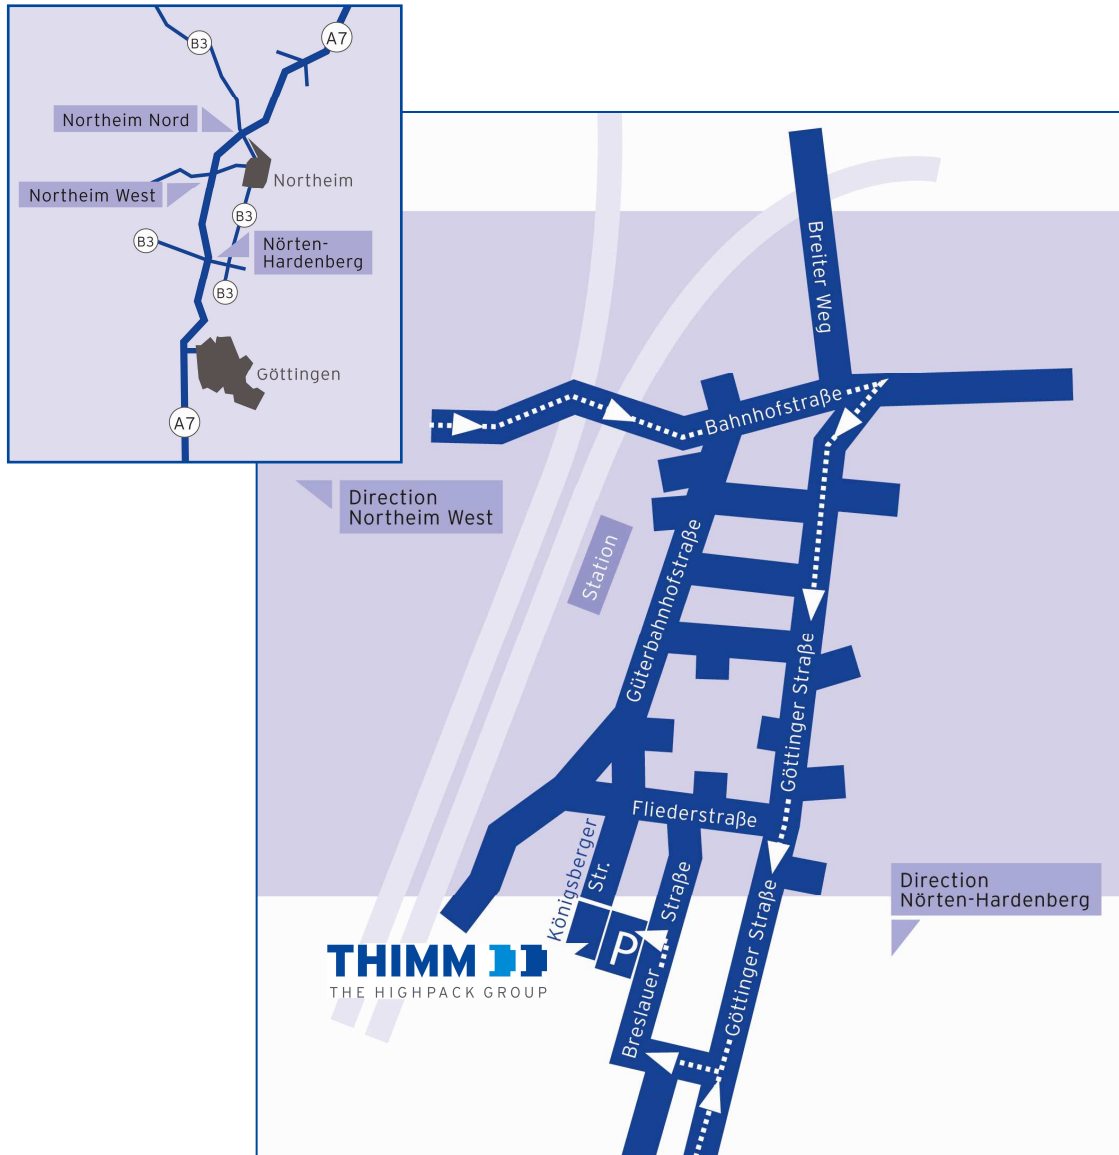 B3
A7
Northeim Nord
Northeim
Northeim West
B3
B3
Nörten-
Hardenberg
B3
Göttingen
A7
Breiter Weg
Bahnhofstraße
Direction
Northeim West
Station
Güterbahnhofstraße
Göttinger Straße
Fliederstraße
Königsberger
Str.
Breslauer Straße
Göttinger Straße
Direction
Nörten-Hardenberg
P
THIMM
THE HIGHPACK GROUP